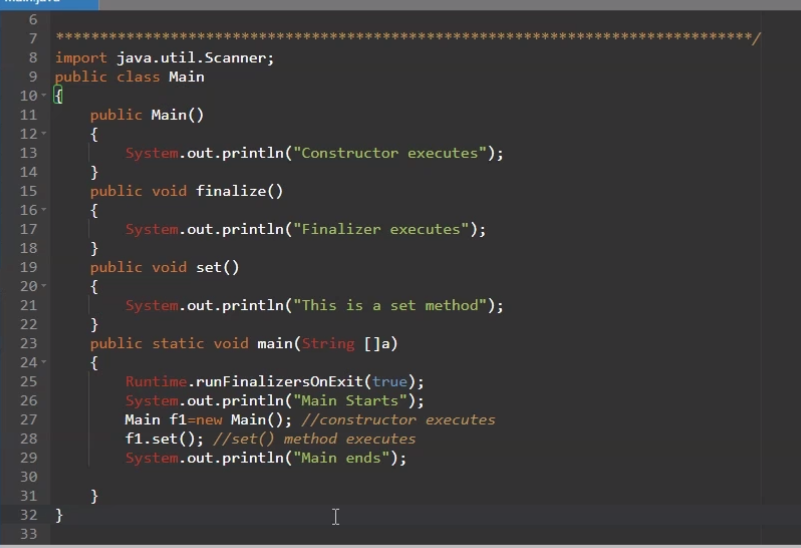 6
7 *******************************************************************************/
8 import java.util.Scanner;
9 public class Main
10 {
11 public Main()
12 {
13 System.out.println("Constructor executes");
14 }
15 public void finalize()
16 {
17 System.out.println("Finalizer executes");
18 }
19 public void set()
20 {
21 System.out.println("This is a set method");
22 }
23 public static void main(String []a)
24 {
25 Runtime.runFinalizersOnExit(true);
26 System.out.println("Main Starts");
27 Main f1=new Main(); //constructor executes
28 f1.set(); //set() method executes
29 System.out.println("Main ends");
30
31 }
32 }
33